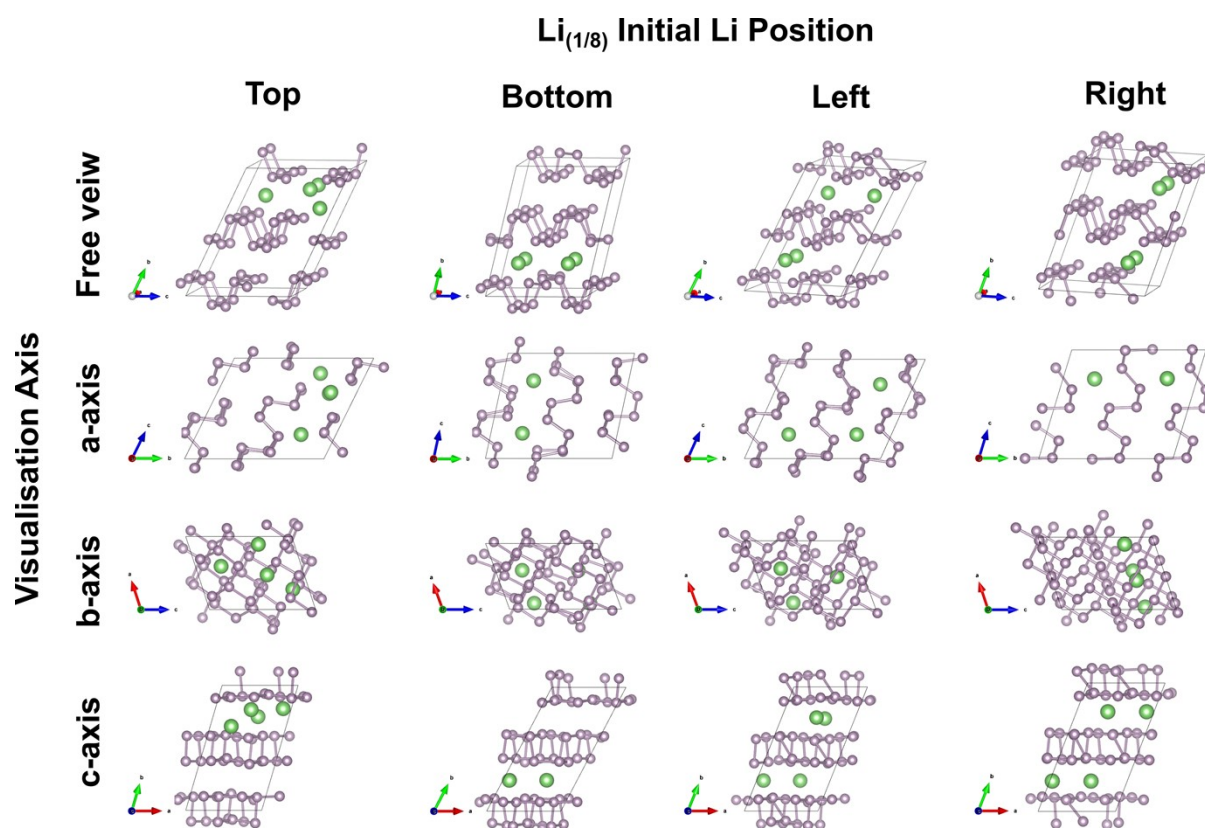 Li(1/8) Initial Li Position
Top Bottom Left Right
Visualisation Axis
Free veiw
b c
b c
b a c
b c
a-axis
c b
c b
c b
c b
b-axis
a c
a c
a c
a c
c-axis
b a
b a
b a
b a